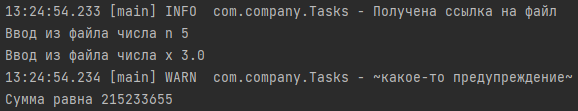 13:24:54.233 [main] INFO  com.company.Tasks - Получена ссылка на файл
Ввод из файла числа n 5
Ввод из файла числа x 3.0
13:24:54.234 [main] WARN  com.company.Tasks - ~какое-то предупреждение~
Сумма равна 215233655